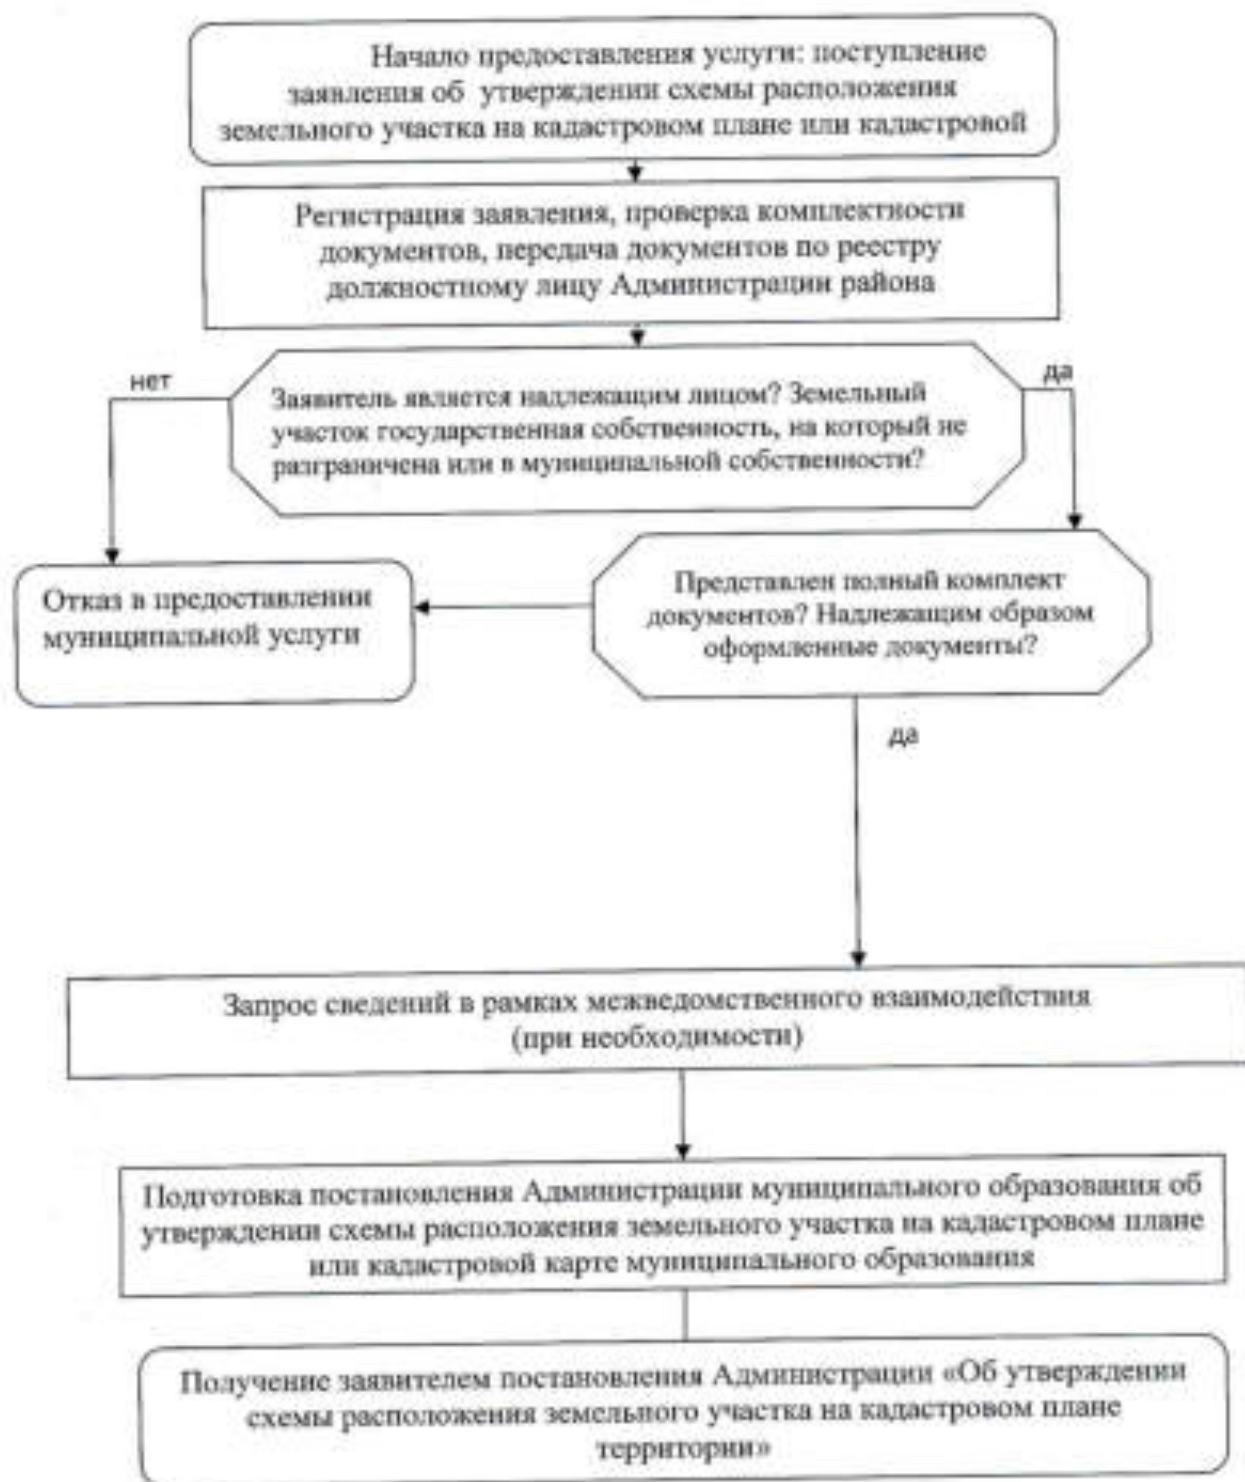 Начало предоставления услуги: поступление
заявления об утверждении схемы расположения
земельного участка на кадастровом плане или кадастровой
Регистрация заявления, проверка комплектности
документов, передача документов по реестру
должностному лицу Администрации района
нет
да
Заявитель является надлежащим лицом? Земельный
участок государственная собственность, на который не
разграничена или в муниципальной собственности?
Отказ в предоставлении
муниципальной услуги
Представлен полный комплект
документов? Надлежащим образом
оформленные документы?
да
Запрос сведений в рамках межведомственного взаимодействия
(при необходимости)
Подготовка постановления Администрации муниципального образования об
утверждении схемы расположения земельного участка на кадастровом плане
или кадастровой карте муниципального образования
Получение заявителем постановления Администрации «Об утверждении
схемы расположения земельного участка на кадастровом плане
территории»